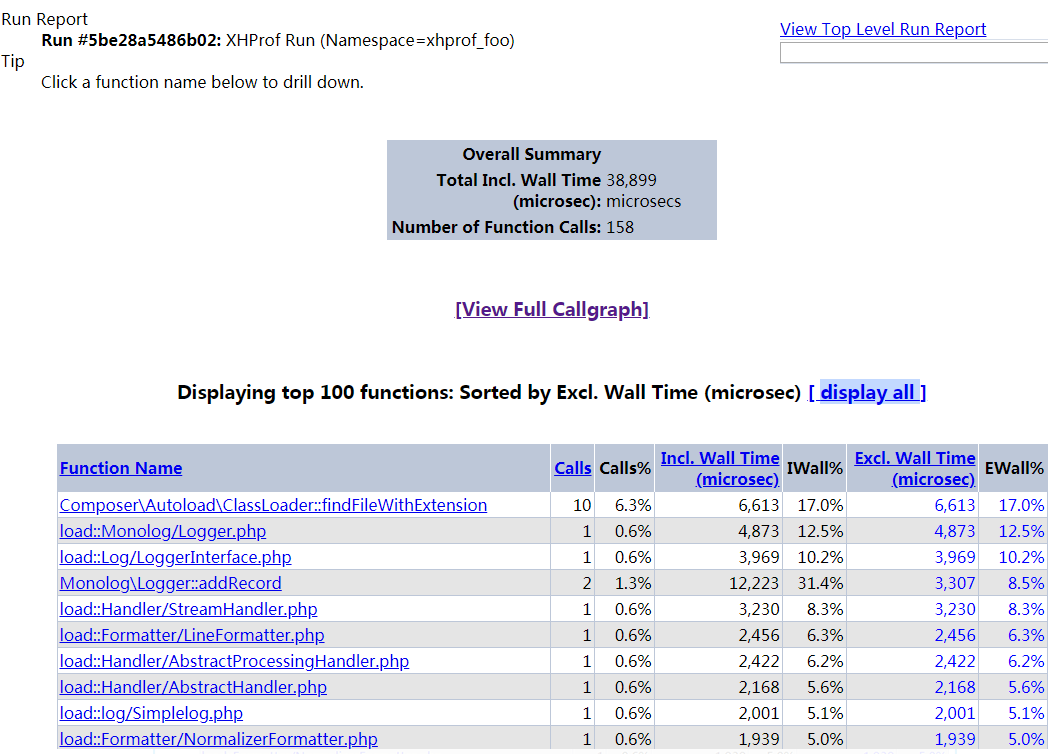 Run Report
Run #5be28a5486b02: XHProf Run (Namespace=xhprof_foo)
View Top Level Run Report
Tip
Click a function name below to drill down.
Overall Summary
Total Incl. Wall Time (microsec): 38,899 microsecs
Number of Function Calls: 158
[View Full Callgraph]
Displaying top 100 functions: Sorted by Excl. Wall Time (microsec) [ display all ]
Function Name Calls Calls% Incl. Wall Time (microsec) IWall% Excl. Wall Time (microsec) EWall%
Composer\Autoload\ClassLoader::findFileWithExtension 10 6.3% 6,613 17.0% 6,613 17.0%
load::Monolog/Logger.php 1 0.6% 4,873 12.5% 4,873 12.5%
load::Log/LoggerInterface.php 1 0.6% 3,969 10.2% 3,969 10.2%
Monolog\Logger::addRecord 2 1.3% 12,223 31.4% 3,307 8.5%
load::Handler/StreamHandler.php 1 0.6% 3,230 8.3% 3,230 8.3%
load::Formatter/LineFormatter.php 1 0.6% 2,456 6.3% 2,456 6.3%
load::Handler/AbstractProcessingHandler.php 1 0.6% 2,422 6.2% 2,422 6.2%
load::Handler/AbstractHandler.php 1 0.6% 2,168 5.6% 2,168 5.6%
load::log/Simplelog.php 1 0.6% 2,001 5.1% 2,001 5.1%
load::Formatter/NormalizerFormatter.php 1 0.6% 1,939 5.0% 1,939 5.0%